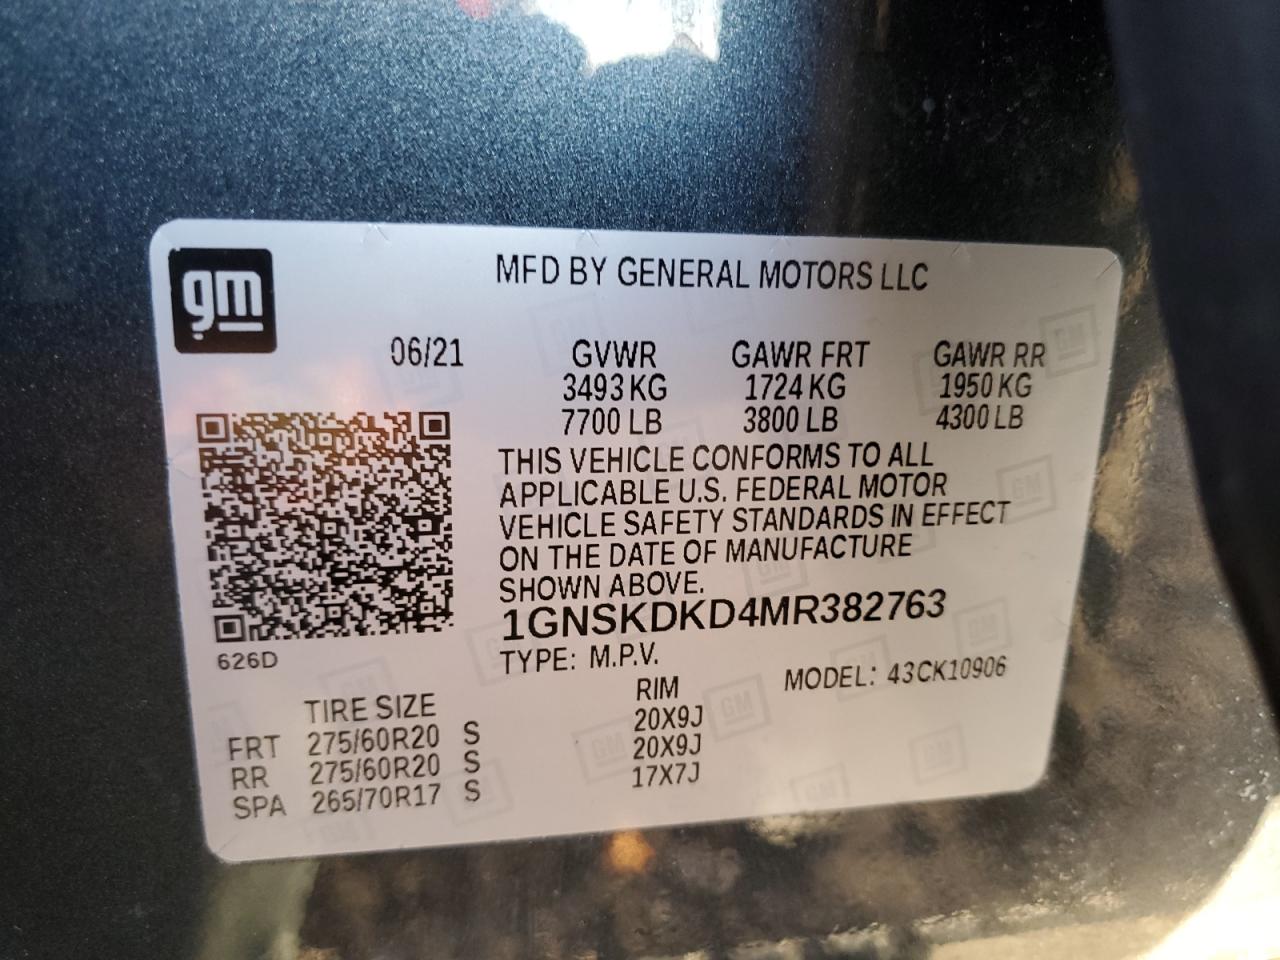 gm
MFD BY GENERAL MOTORS LLC
06/21 GVWR GAWR FRT GAWR RR
3493 KG 1724 KG 1950 KG
7700 LB 3800 LB 4300 LB
THIS VEHICLE CONFORMS TO ALL
APPLICABLE U.S. FEDERAL MOTOR
VEHICLE SAFETY STANDARDS IN EFFECT
ON THE DATE OF MANUFACTURE
SHOWN ABOVE.
1GNSKDKD4MR382763
626D
TYPE: M.P.V. MODEL: 43CK10906
TIRE SIZE RIM
FRT 275/60R20 S 20X9J
RR 275/60R20 S 20X9J
SPA 265/70R17 S 17X7J